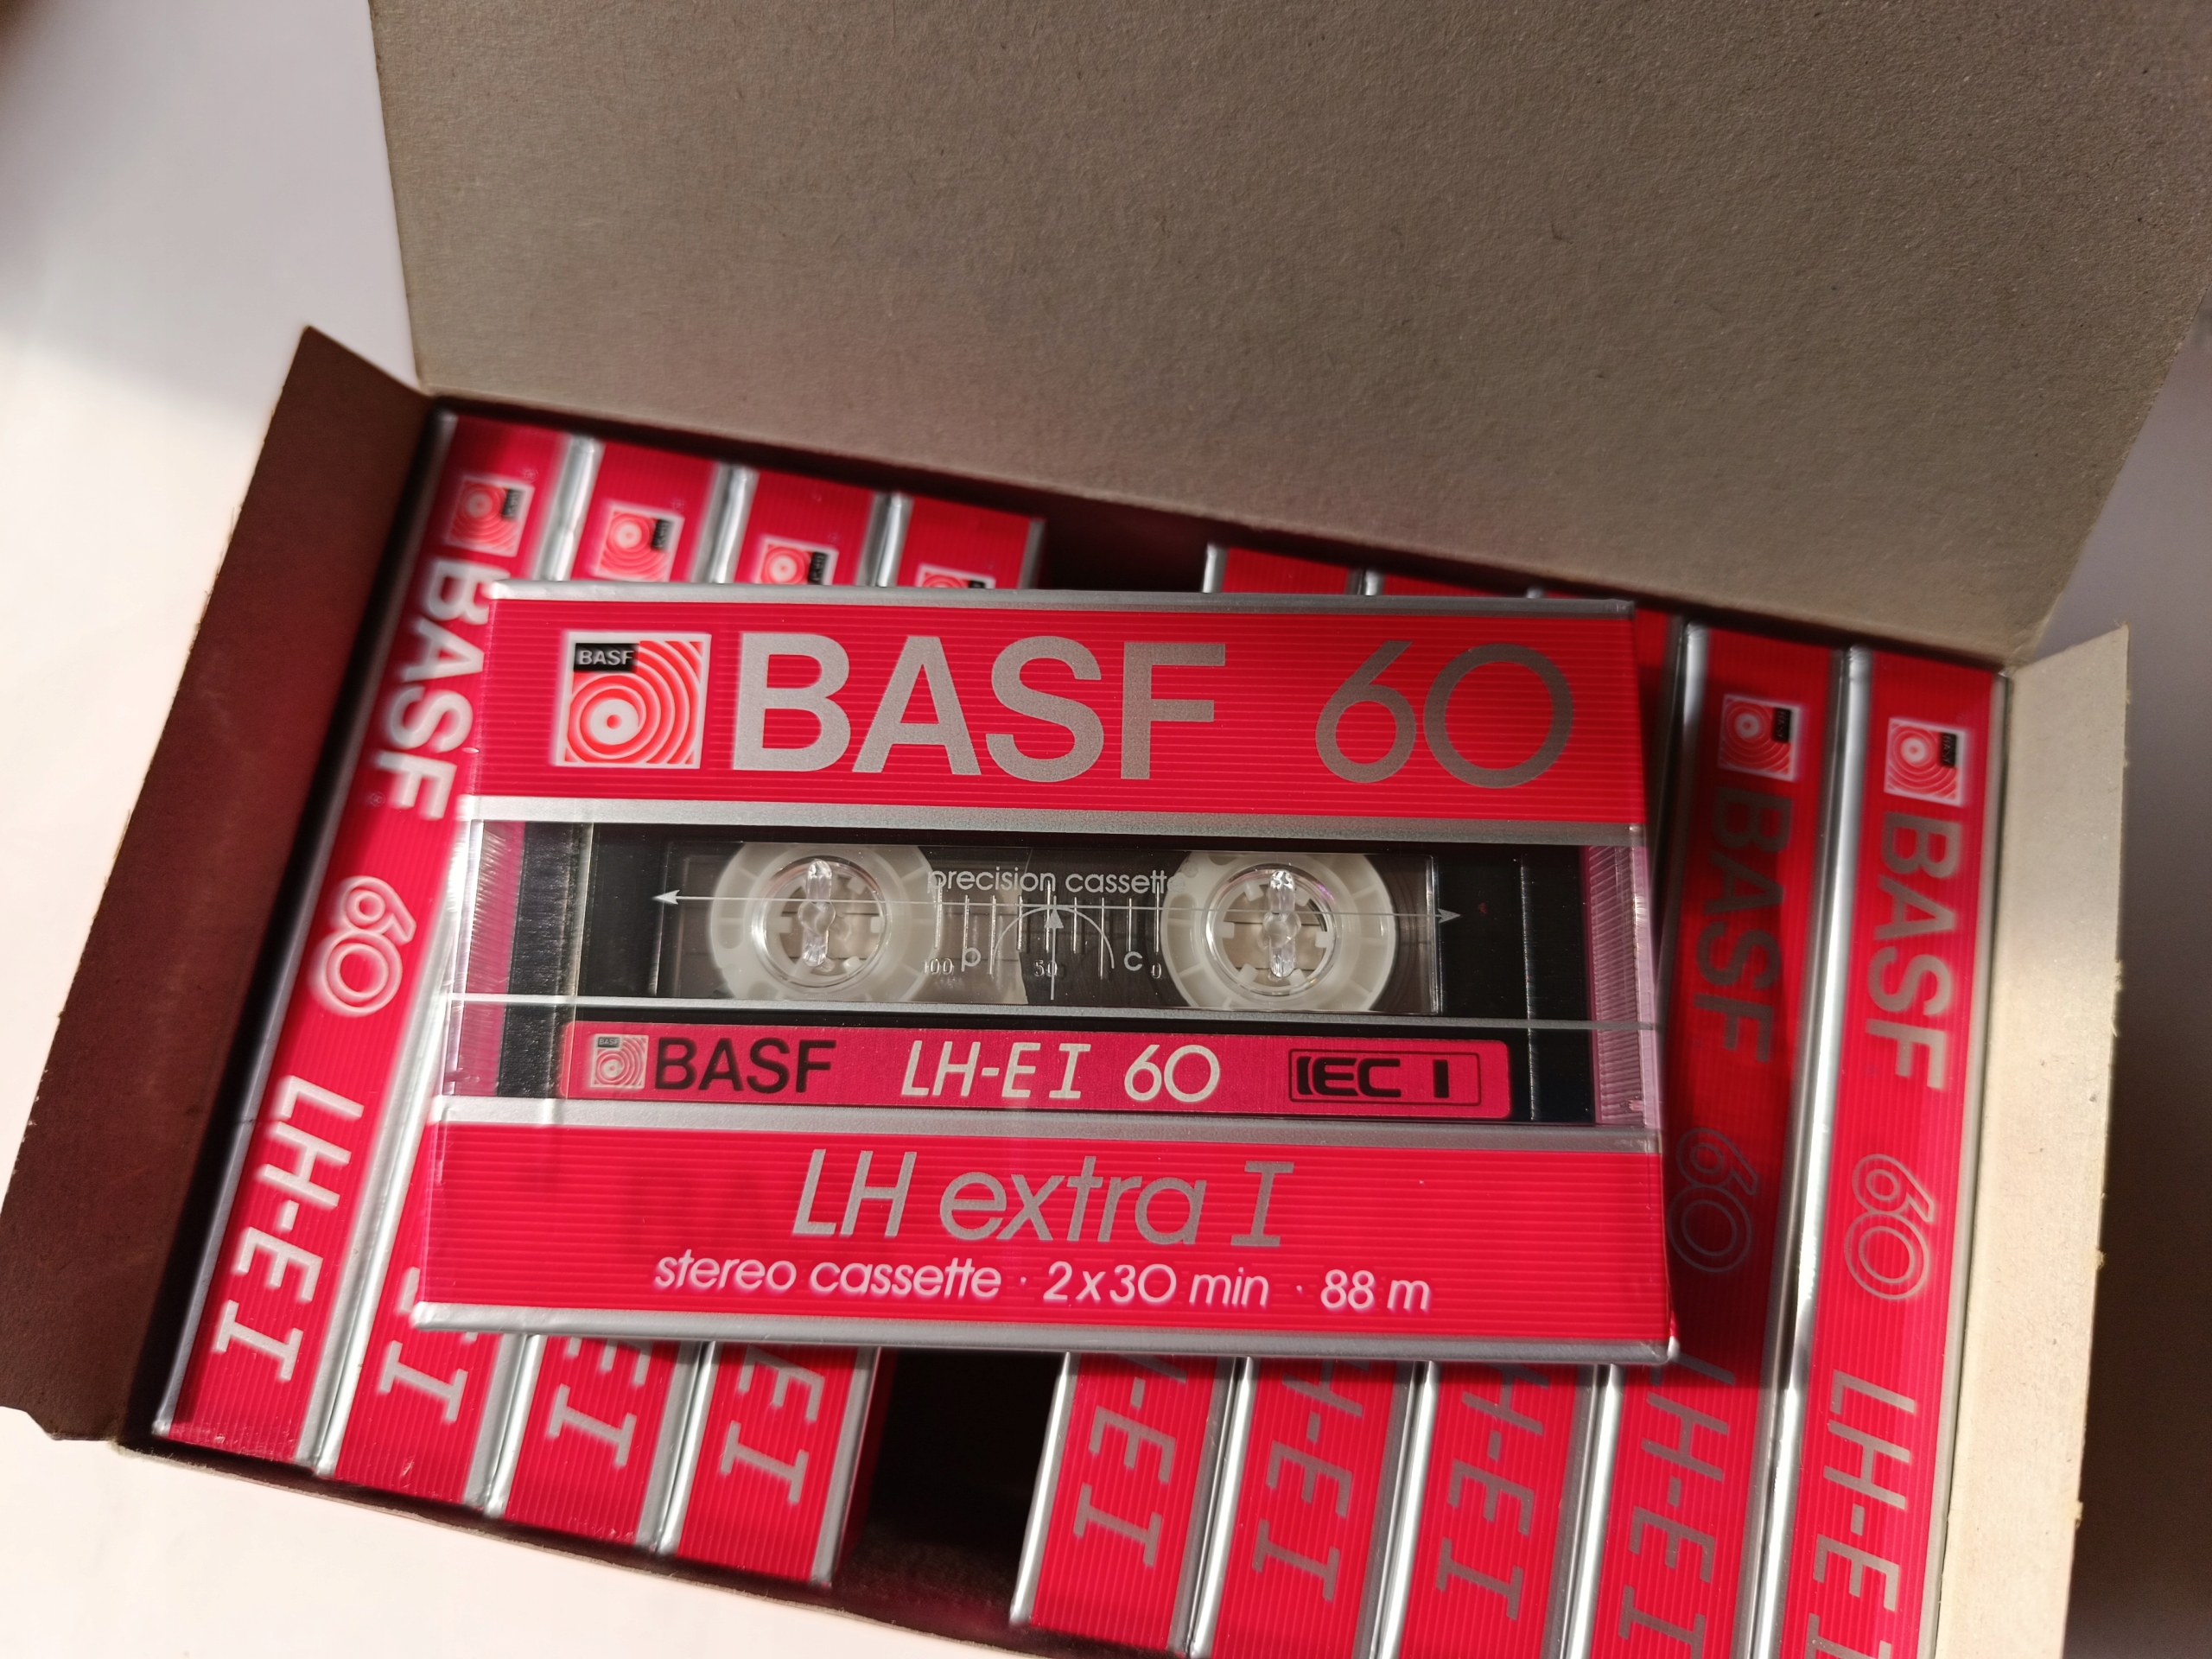 BASF
BASF 60
precision cassette
100 p 50 c 0
BASF
BASF LH-E I 60 IEC I
LH extra I
stereo cassette · 2x30 min · 88 m
BASF 60 LH-E I
E I
E I
E I
H-E I
H-E I
H-E I
BASF 60 LH-E I
BASF 60 LH-E I